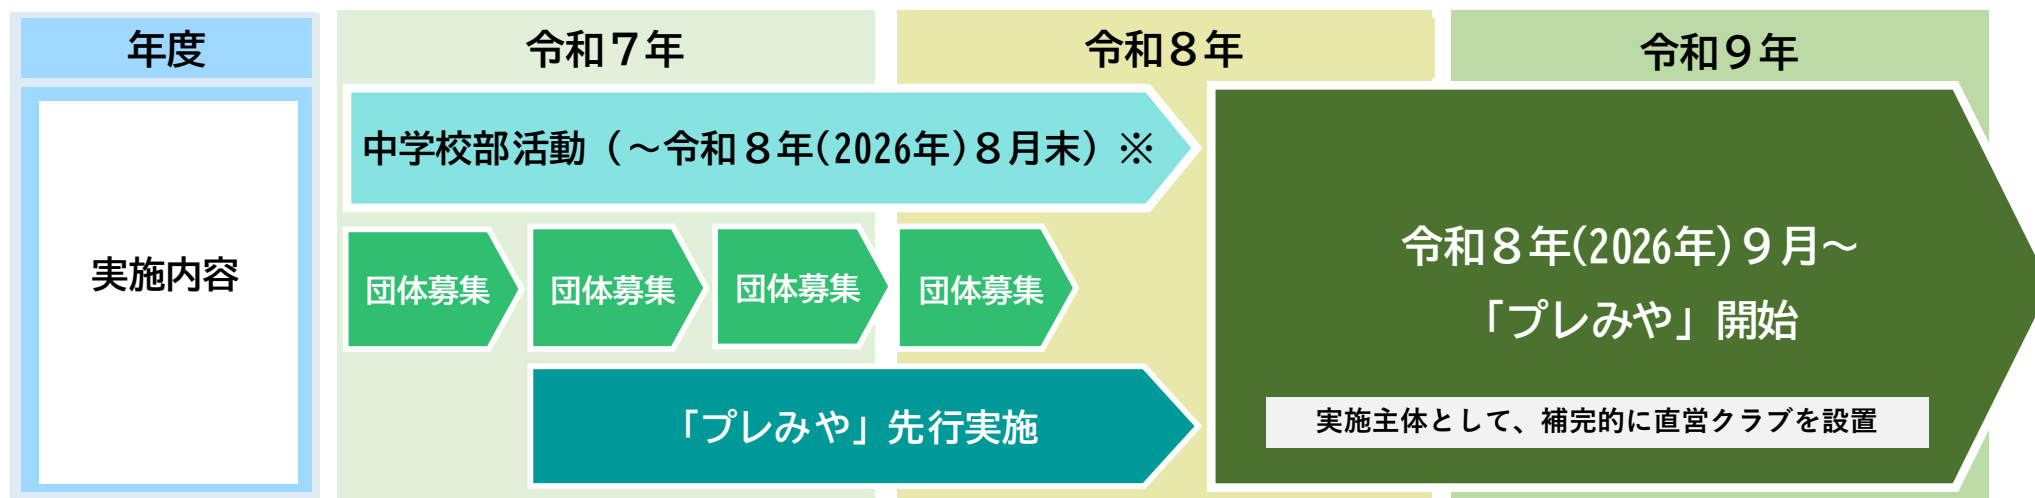 年度
令和７年
令和８年
令和９年
実施内容
中学校部活動（～令和８年(2026年)８月末）※
団体募集
団体募集
団体募集
団体募集
「プレみや」先行実施
令和８年(2026年)９月～
「プレみや」開始
実施主体として、補完的に直営クラブを設置